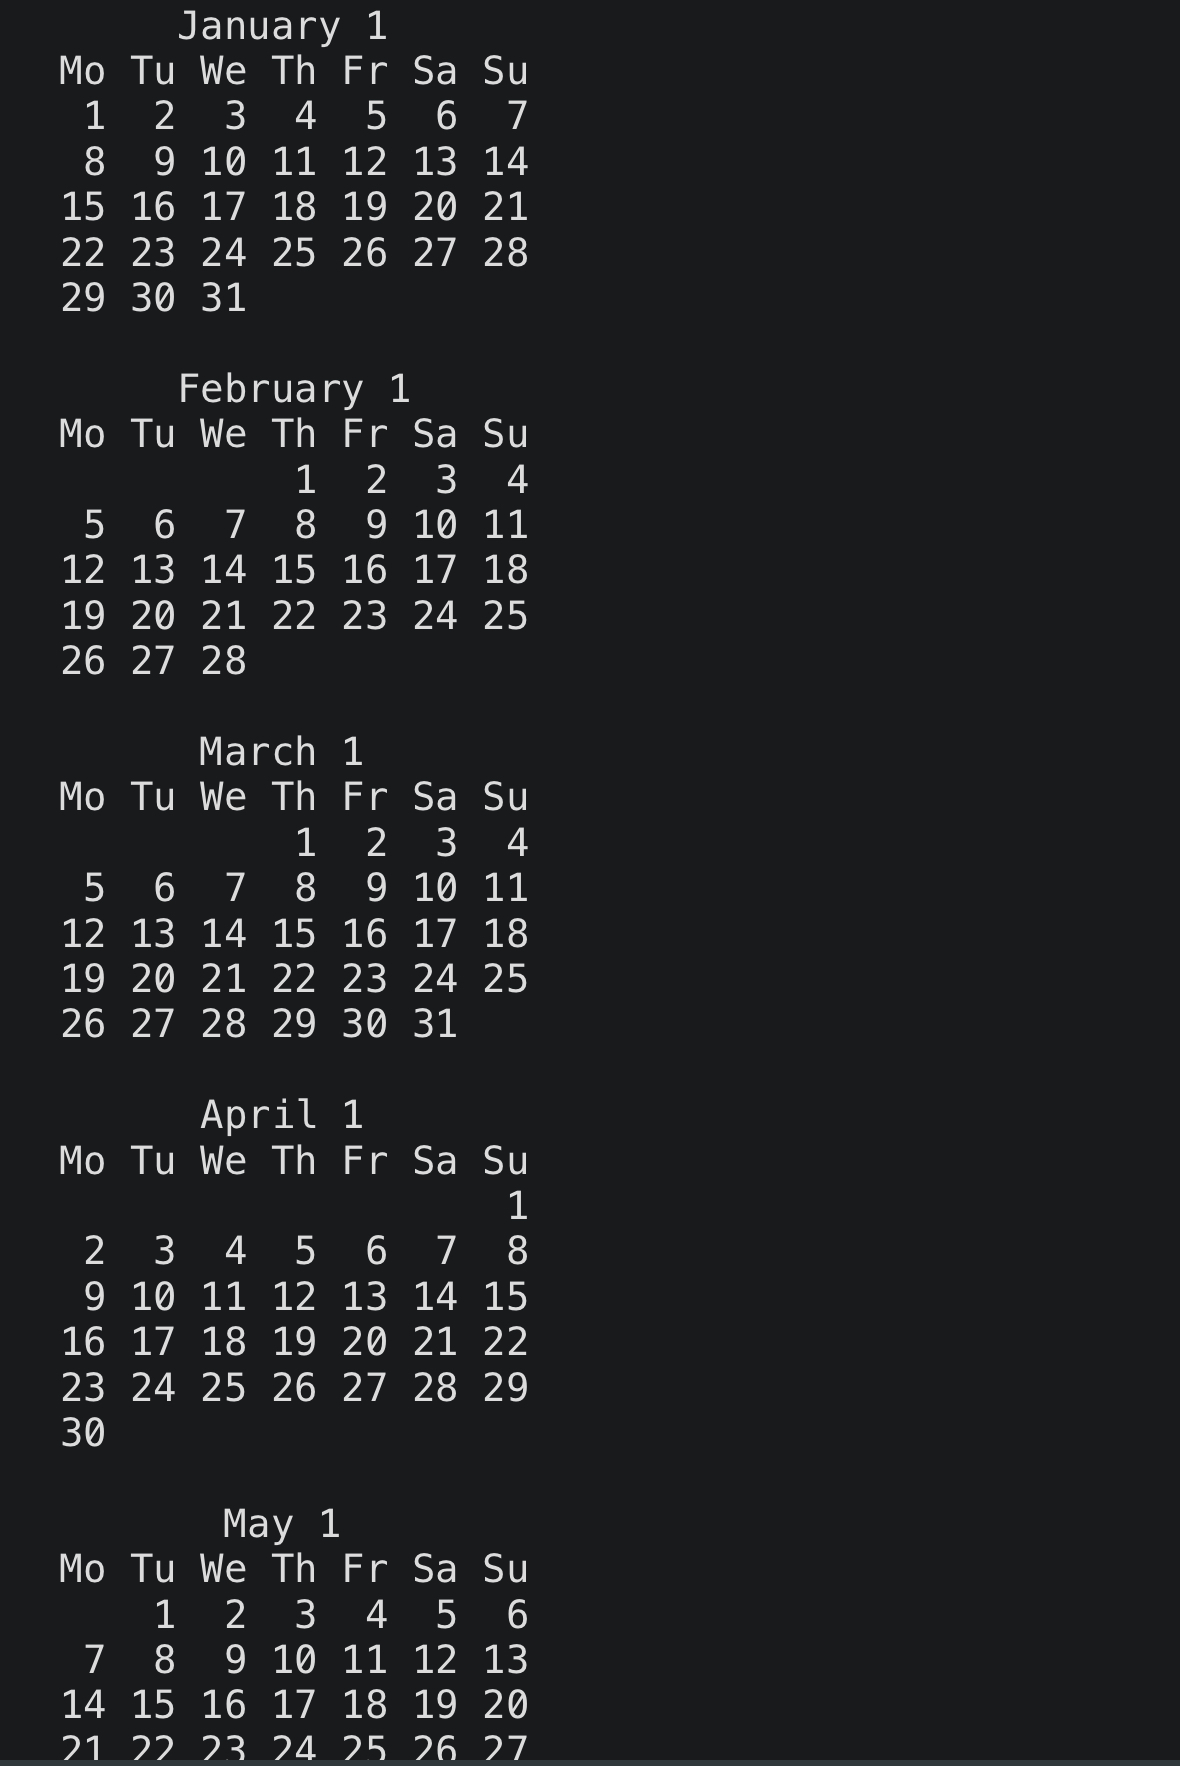 January 1
Mo Tu We Th Fr Sa Su
1 2 3 4 5 6 7
8 9 10 11 12 13 14
15 16 17 18 19 20 21
22 23 24 25 26 27 28
29 30 31
February 1
Mo Tu We Th Fr Sa Su
1 2 3 4
5 6 7 8 9 10 11
12 13 14 15 16 17 18
19 20 21 22 23 24 25
26 27 28
March 1
Mo Tu We Th Fr Sa Su
1 2 3 4
5 6 7 8 9 10 11
12 13 14 15 16 17 18
19 20 21 22 23 24 25
26 27 28 29 30 31
April 1
Mo Tu We Th Fr Sa Su
1
2 3 4 5 6 7 8
9 10 11 12 13 14 15
16 17 18 19 20 21 22
23 24 25 26 27 28 29
30
May 1
Mo Tu We Th Fr Sa Su
1 2 3 4 5 6
7 8 9 10 11 12 13
14 15 16 17 18 19 20
21 22 23 24 25 26 27